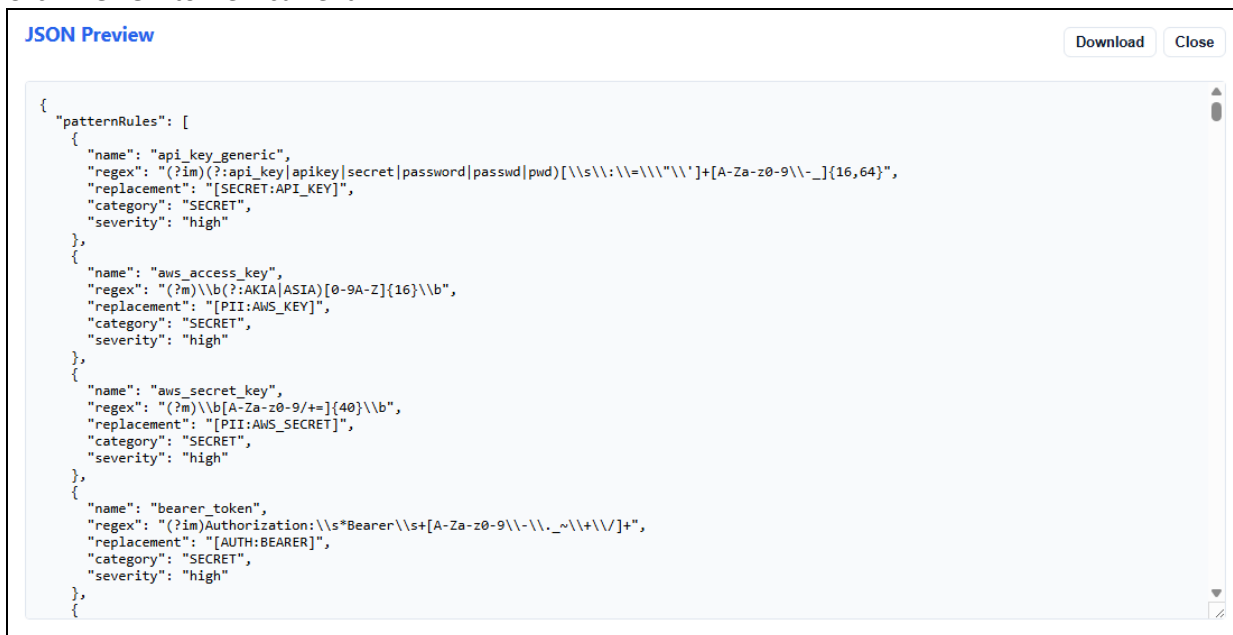 JSON Preview
Download
Close
{
  "patternRules": [
    {
      "name": "api_key_generic",
      "regex": "(?im)(?:api_key|apikey|secret|password|passwd|pwd)[\\s\\:\\=\\\"\\']+[A-Za-z0-9\\-_]{16,64}",
      "replacement": "[SECRET:API_KEY]",
      "category": "SECRET",
      "severity": "high"
    },
    {
      "name": "aws_access_key",
      "regex": "(?m)\\b(?:AKIA|ASIA)[0-9A-Z]{16}\\b",
      "replacement": "[PII:AWS_KEY]",
      "category": "SECRET",
      "severity": "high"
    },
    {
      "name": "aws_secret_key",
      "regex": "(?m)\\b[A-Za-z0-9/+=]{40}\\b",
      "replacement": "[PII:AWS_SECRET]",
      "category": "SECRET",
      "severity": "high"
    },
    {
      "name": "bearer_token",
      "regex": "(?im)Authorization:\\s*Bearer\\s+[A-Za-z0-9\\-\\._~\\+\\/]+",
      "replacement": "[AUTH:BEARER]",
      "category": "SECRET",
      "severity": "high"
    },
    {